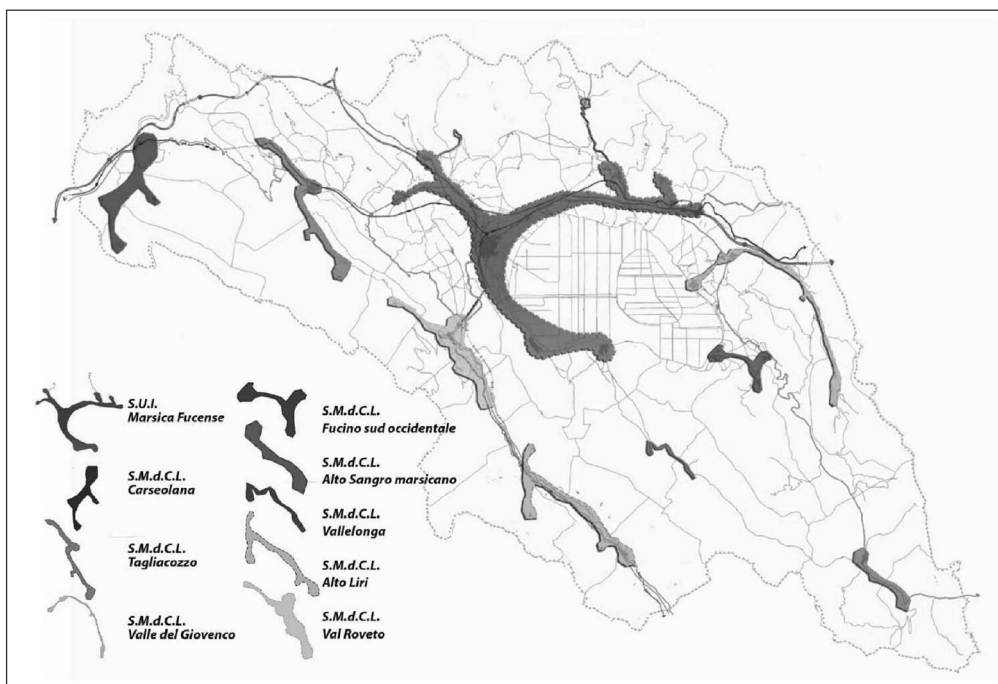 S.U.I.
Marsica Fucense
S.M.d.C.L.
Carseolana
S.M.d.C.L.
Tagliacozzo
S.M.d.C.L.
Valle del Giovenco
S.M.d.C.L.
Fucino sud occidentale
S.M.d.C.L.
Alto Sangro marsicano
S.M.d.C.L.
Vallelonga
S.M.d.C.L.
Alto Liri
S.M.d.C.L.
Val Roveto